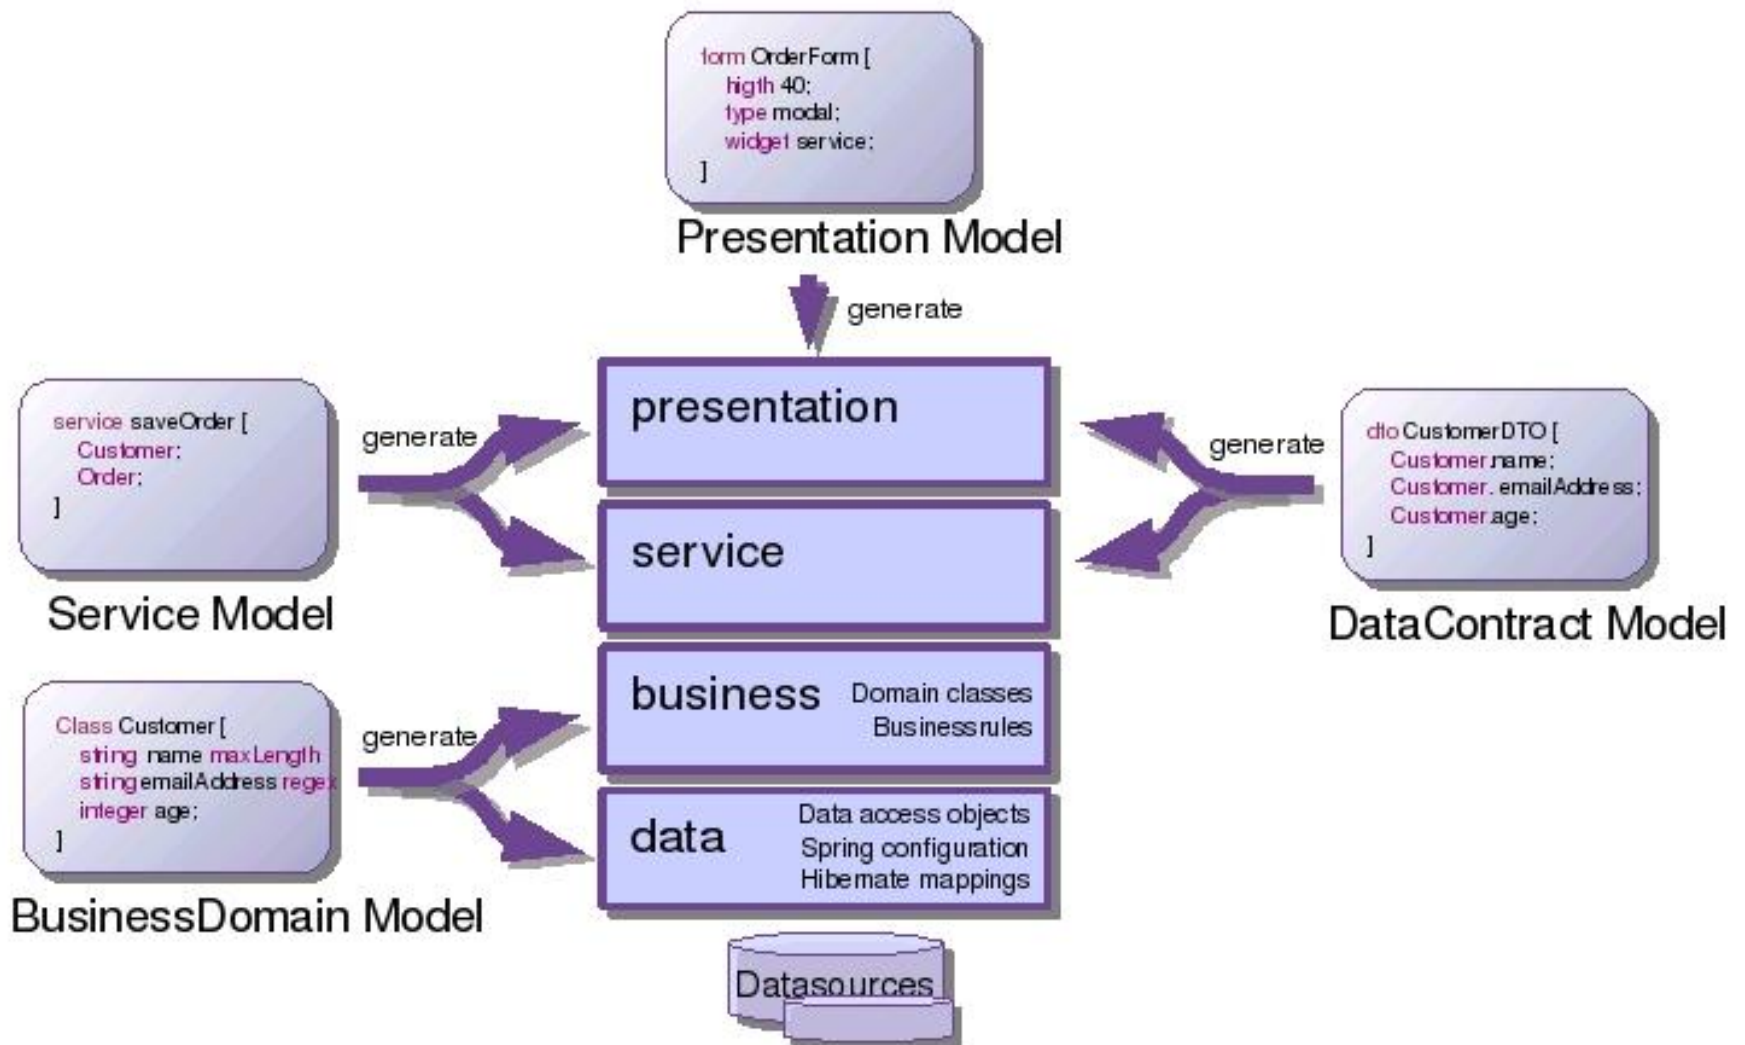 form OrderForm [
higth 40;
type modal;
widget service;
]
Presentation Model
generate
service saveOrder [
Customer;
Order;
]
Service Model
generate
presentation
generate
dto CustomerDTO [
Customer.name;
Customer. emailAddress;
Customer.age;
]
DataContract Model
service
Class Customer [
string name maxLength
string emailAddress regex
integer age;
]
BusinessDomain Model
generate
business
Domain classes
Businessrules
data
Data access objects
Spring configuration
Hibernate mappings
Datasources